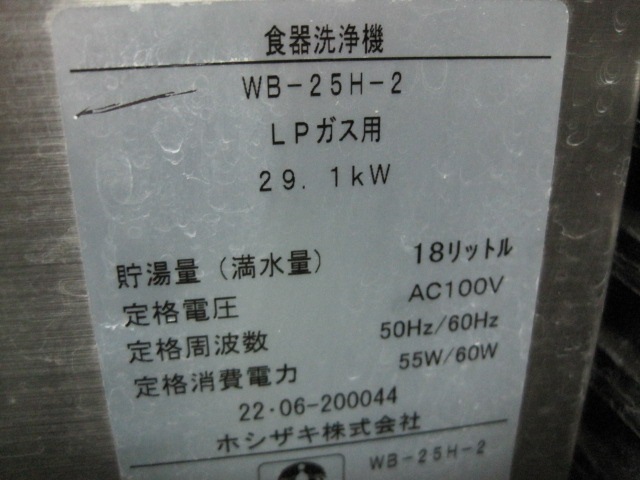 食器洗浄機
WB-25H-2
LPガス用
29.1kW
貯湯量（満水量） 18リットル
定格電圧 AC100V
定格周波数 50Hz/60Hz
定格消費電力 55W/60W
22・06-200044
ホシザキ株式会社
WB-25H-2